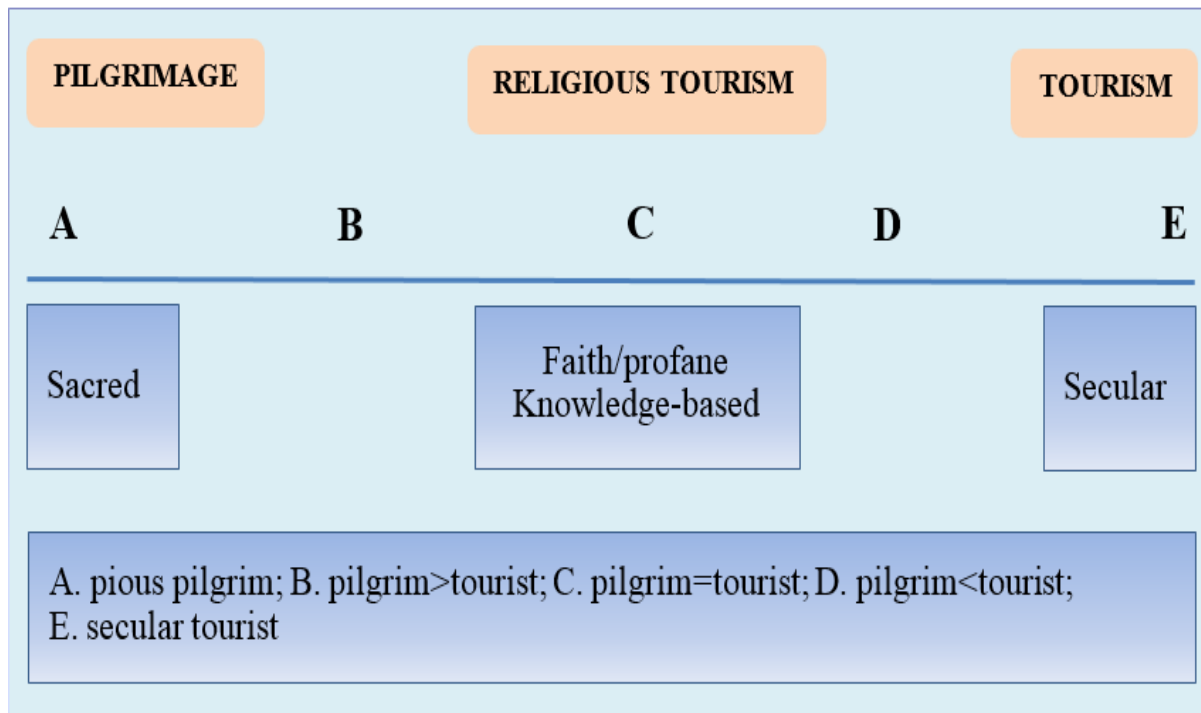 PILGRIMAGE
RELIGIOUS TOURISM
TOURISM
A
B
C
D
E
Sacred
Faith/profane
Knowledge-based
Secular
A. pious pilgrim; B. pilgrim>tourist; C. pilgrim=tourist; D. pilgrim<tourist;
E. secular tourist